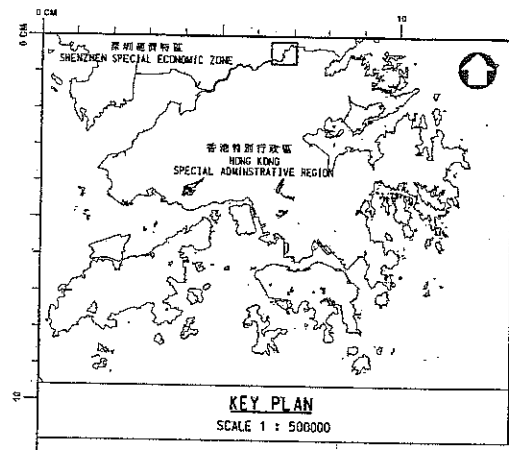 0 CM
10
0 CM
深圳經濟特區
SHENZHEN SPECIAL ECONOMIC ZONE
香港特別行政區
HONG KONG
SPECIAL ADMINSTRATIVE REGION
10
KEY PLAN
SCALE 1 : 500000